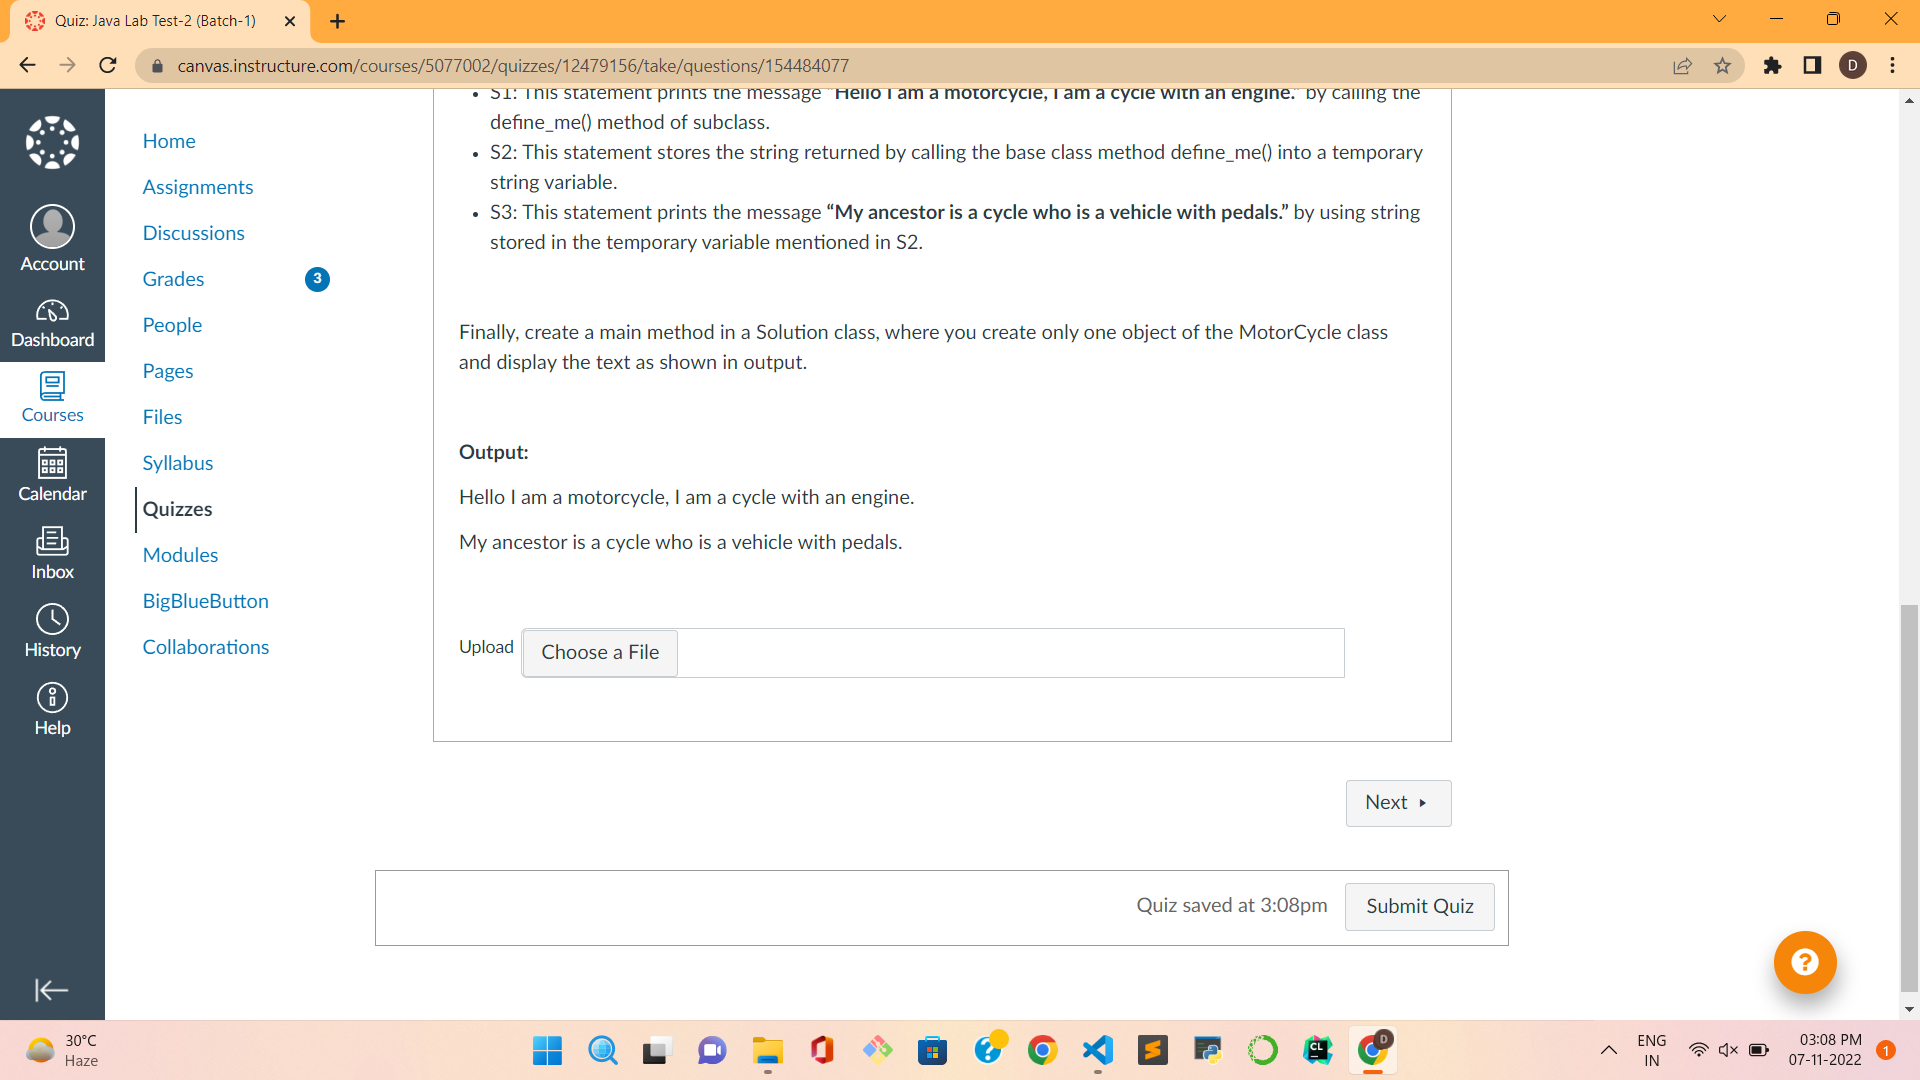 Quiz: Java Lab Test-2 (Batch-1)
canvas.instructure.com/courses/5077002/quizzes/12479156/take/questions/154484077
D
Account
Dashboard
Courses
Calendar
Inbox
History
Help
Home
Assignments
Discussions
Grades
3
People
Pages
Files
Syllabus
Quizzes
Modules
BigBlueButton
Collaborations
• S1: This statement prints the message "Hello I am a motorcycle, I am a cycle with an engine." by calling the
define_me() method of subclass.
• S2: This statement stores the string returned by calling the base class method define_me() into a temporary
string variable.
• S3: This statement prints the message “My ancestor is a cycle who is a vehicle with pedals.” by using string
stored in the temporary variable mentioned in S2.
Finally, create a main method in a Solution class, where you create only one object of the MotorCycle class
and display the text as shown in output.
Output:
Hello I am a motorcycle, I am a cycle with an engine.
My ancestor is a cycle who is a vehicle with pedals.
Upload
Choose a File
Next
Quiz saved at 3:08pm
Submit Quiz
?
30°C
Haze
CL
D
ENG
IN
03:08 PM
07-11-2022
1